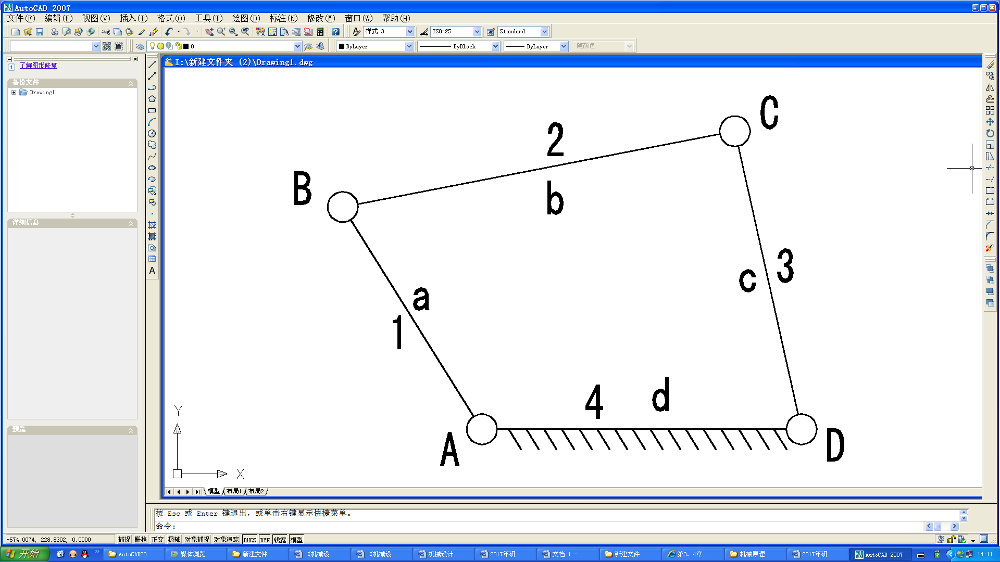 AutoCAD 2007
文件(F) 编辑(E) 视图(V) 插入(I) 格式(O) 工具(T) 绘图(D) 标注(N) 修改(M) 窗口(W) 帮助(H)
样式 3 ISO-25 Standard
0 ByLayer ByBlock ByLayer 随颜色
了解图形修复
备份文件
Drawing1
详细信息
预览
I:\新建文件夹 (2)\Drawing1.dwg
C
2
B
b
3
c
a
1
4
d
A
D
Y
X
模型 布局1 布局2
按 Esc 或 Enter 键退出，或单击右键显示快捷菜单。
命令:
-574.0074, 228.8302, 0.0000 捕捉 栅格 正交 极轴 对象捕捉 对象追踪 DUCS DYN 线宽 模型
开始 AutoCAD20... 媒体浏览... 新建文件... 《机械设... 《机械设... 机械设计... 2017年研... 文档 1 - ... 新建文件... 第3、4章... 机械原理... 2017年研... AutoCAD 2007 14:11